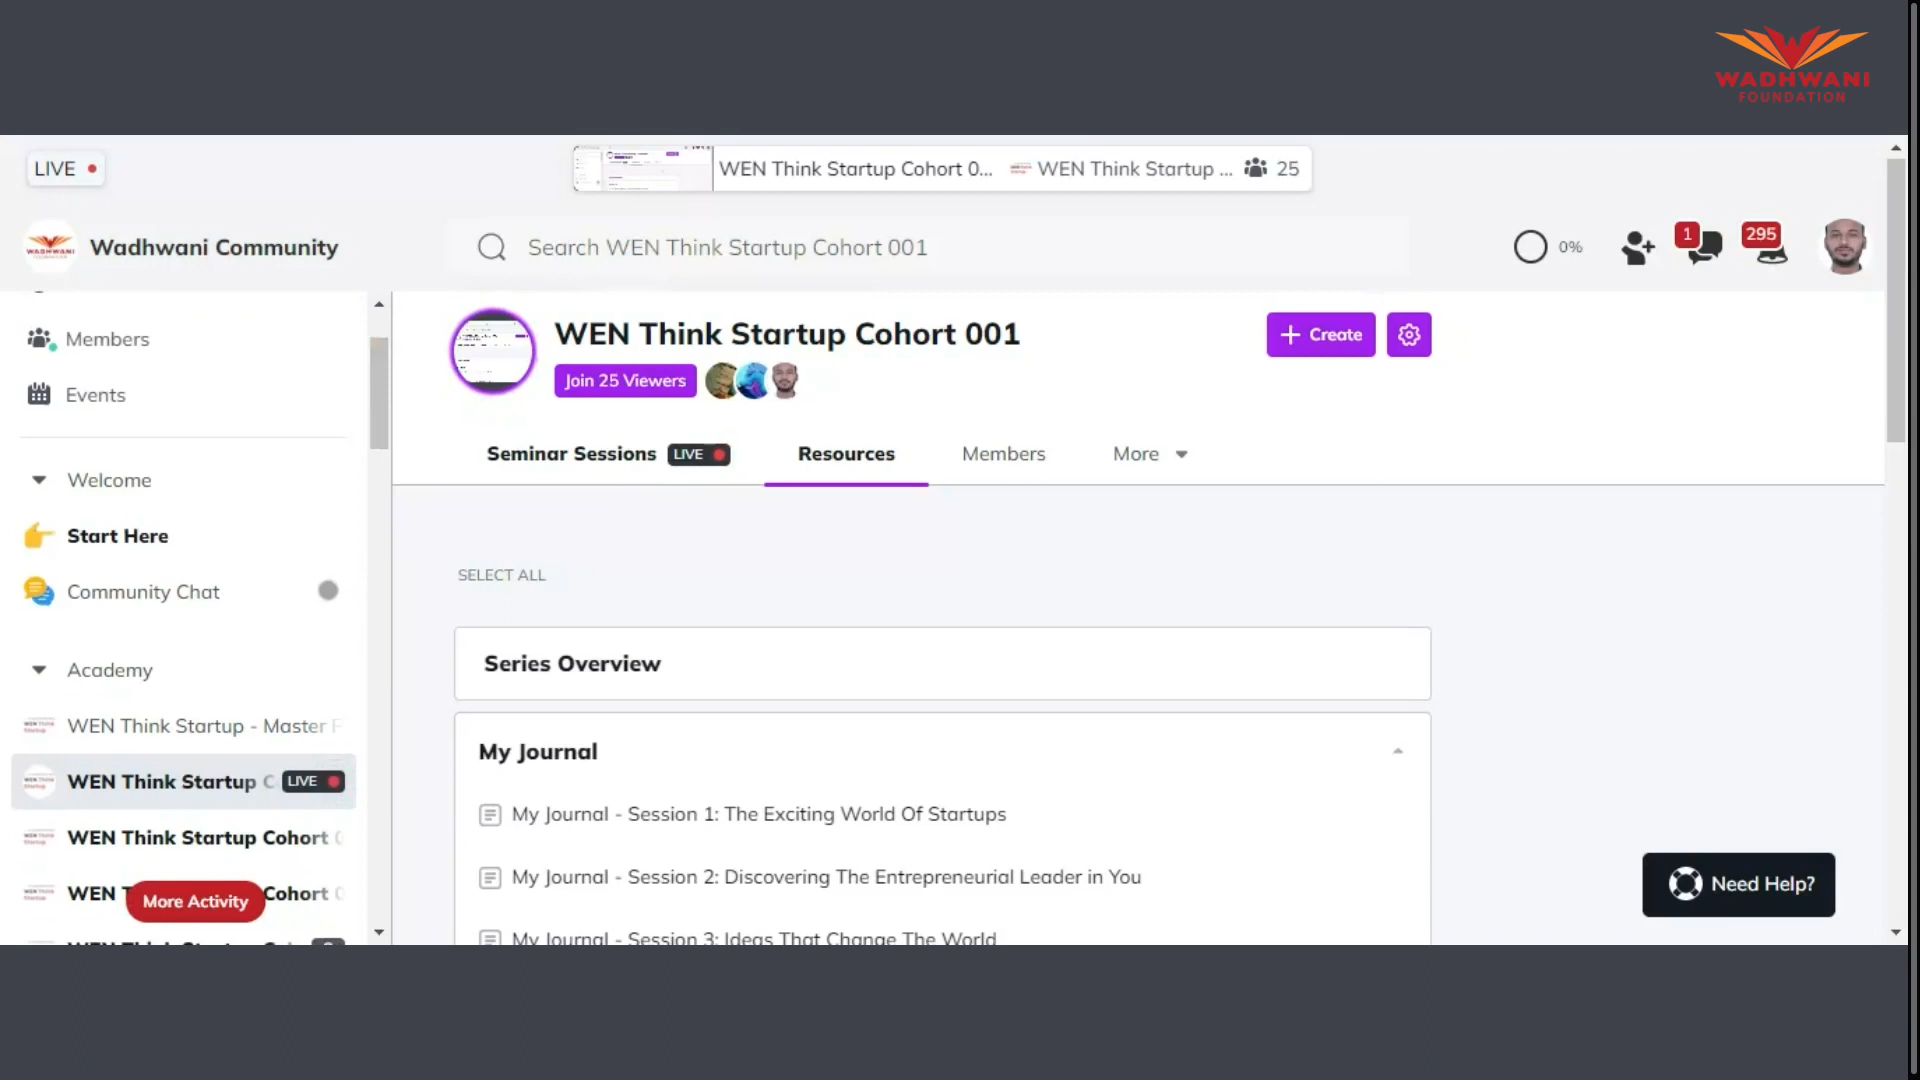 WADHWANI
FOUNDATION
LIVE
WEN Think Startup Cohort 0... WEN Think Startup ... 25
Wadhwani Community
Search WEN Think Startup Cohort 001
0%
1
295
Members
Events
Welcome
Start Here
Community Chat
Academy
WEN Think Startup - Master
WEN Think Startup C LIVE
WEN Think Startup Cohort
WEN Cohort
More Activity
WEN Think Startup Cohort 001
Create
Join 25 Viewers
Seminar Sessions LIVE Resources Members More
SELECT ALL
Series Overview
My Journal
My Journal - Session 1: The Exciting World Of Startups
My Journal - Session 2: Discovering The Entrepreneurial Leader in You
My Journal - Session 3: Ideas That Change The World
Need Help?